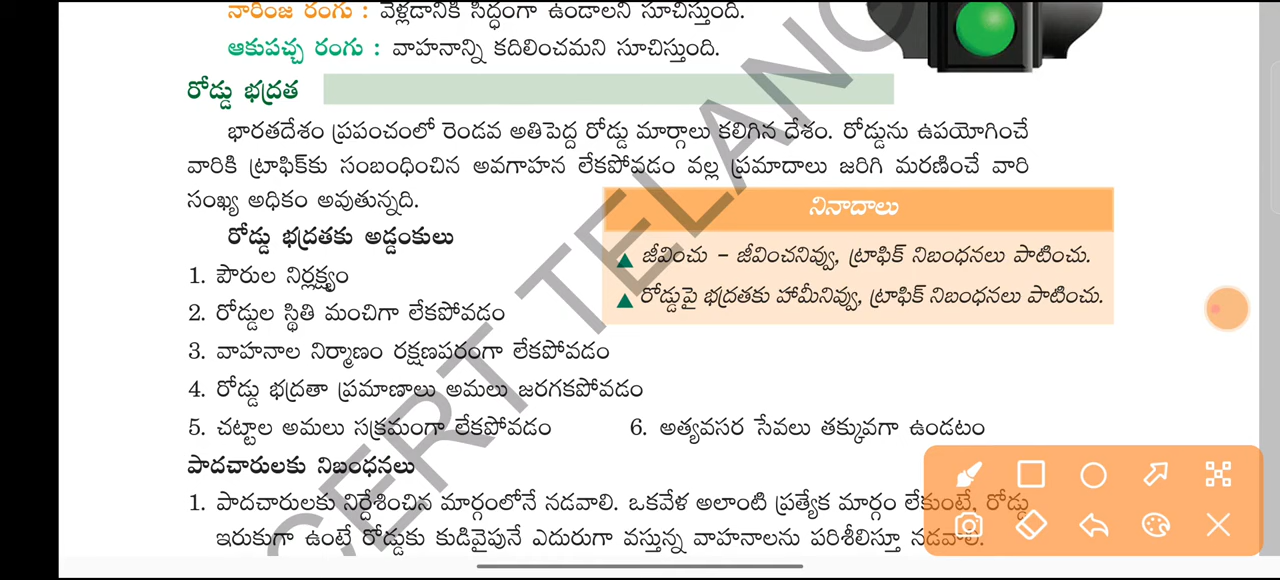 నారింజ రంగు : వెళ్లడానికి సిద్ధంగా ఉండాలని సూచిస్తుంది.
ఆకుపచ్చ రంగు : వాహనాన్ని కదిలించమని సూచిస్తుంది.
రోడ్డు భద్రత
భారతదేశం ప్రపంచంలో రెండవ అతిపెద్ద రోడ్డు మార్గాలు కలిగిన దేశం. రోడ్డును ఉపయోగించే
వారికి ట్రాఫిక్‌కు సంబంధించిన అవగాహన లేకపోవడం వల్ల ప్రమాదాలు జరిగి మరణించే వారి
సంఖ్య అధికం అవుతున్నది.
నినాదాలు
▲ జీవించు – జీవించనివ్వు, ట్రాఫిక్ నిబంధనలు పాటించు.
▲ రోడ్డుపై భద్రతకు హామీనివ్వు, ట్రాఫిక్ నిబంధనలు పాటించు.
రోడ్డు భద్రతకు అడ్డంకులు
1. పౌరుల నిర్లక్ష్యం
2. రోడ్డుల స్థితి మంచిగా లేకపోవడం
3. వాహనాల నిర్మాణం రక్షణపరంగా లేకపోవడం
4. రోడ్డు భద్రతా ప్రమాణాలు అమలు జరగకపోవడం
5. చట్టాల అమలు సక్రమంగా లేకపోవడం 6. అత్యవసర సేవలు తక్కువగా ఉండటం
పాదచారులకు నిబంధనలు
1. పాదచారులకు నిర్దేశించిన మార్గంలోనే నడవాలి. ఒకవేళ అలాంటి ప్రత్యేక మార్గం లేకుంటే, రోడ్డు
ఇరుకుగా ఉంటే రోడ్డుకు కుడివైపునే ఎదురుగా వస్తున్న వాహనాలను పరిశీలిస్తూ నడవాలి.
CERT TELANG